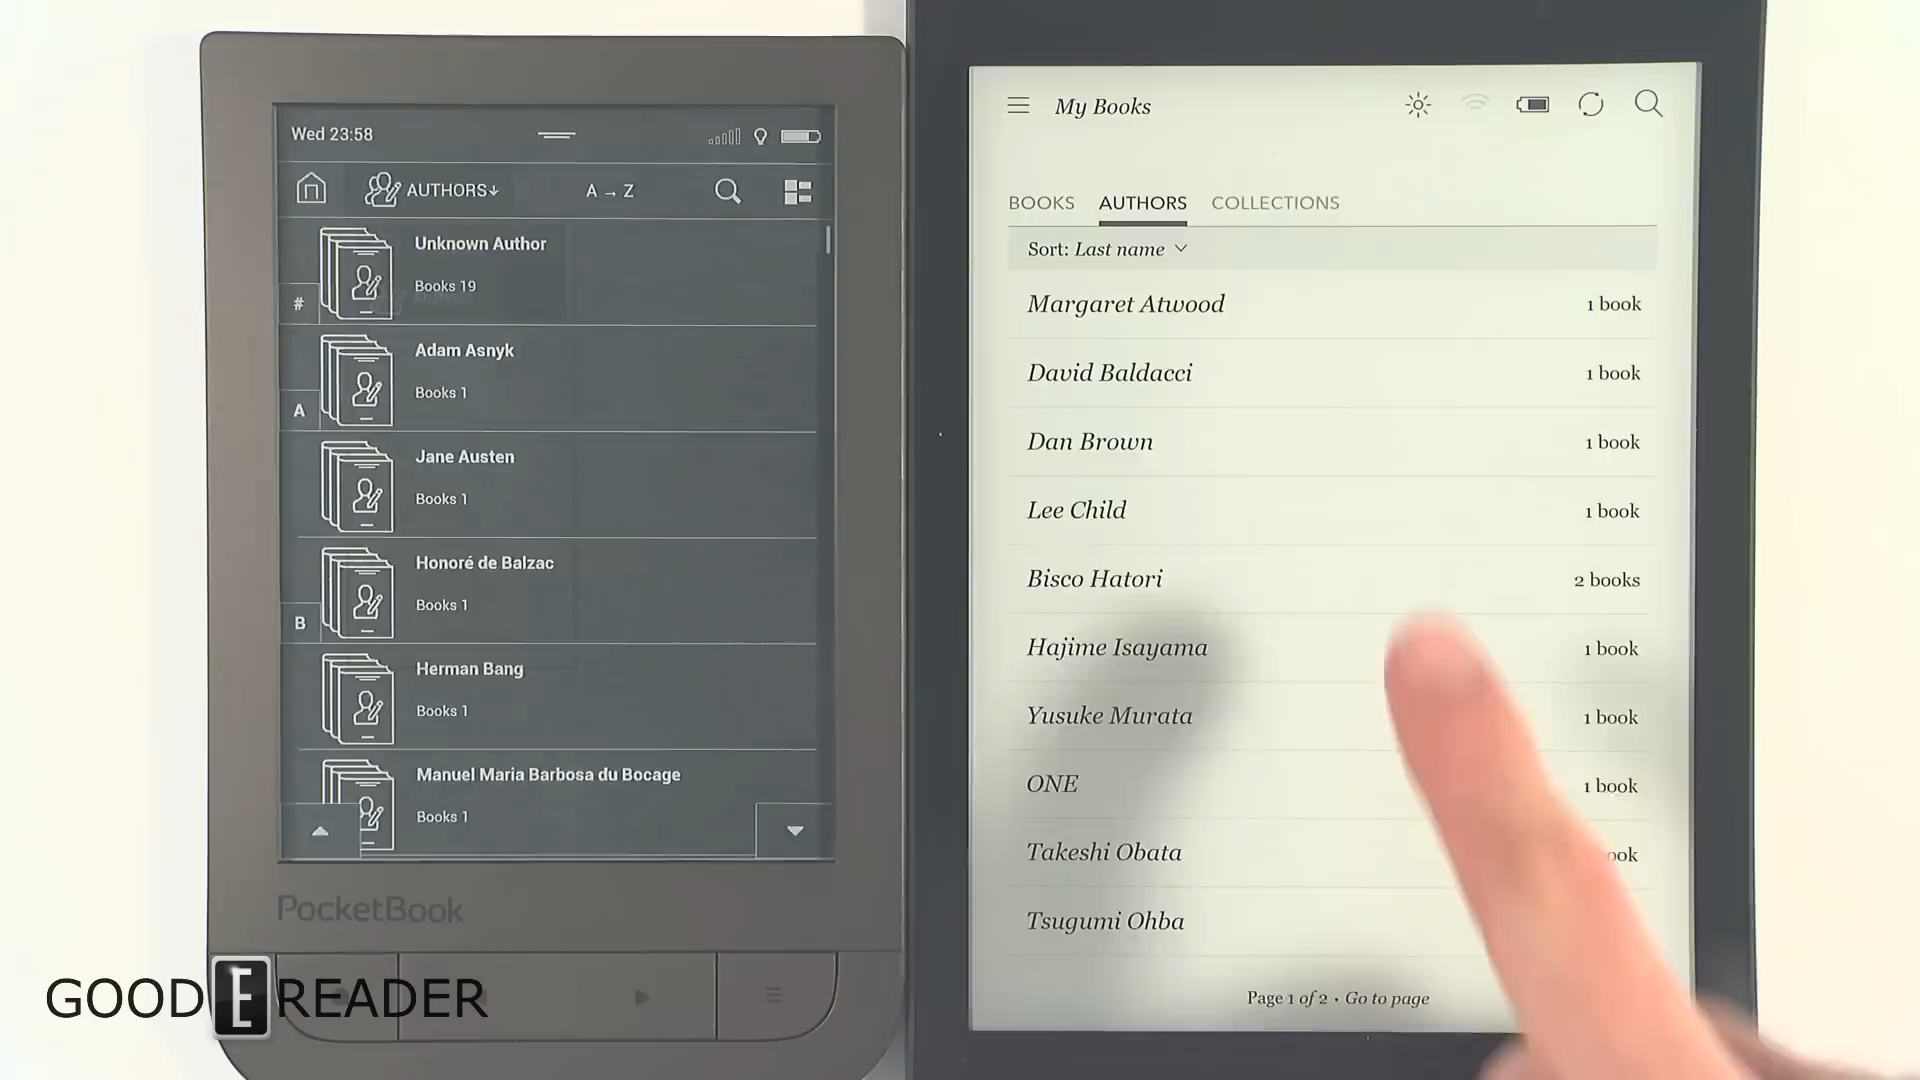 Wed 23:58
AUTHORS↓
A → Z
Unknown Author
Books 19
#
Adam Asnyk
Books 1
A
Jane Austen
Books 1
Honoré de Balzac
Books 1
B
Herman Bang
Books 1
Manuel Maria Barbosa du Bocage
Books 1
PocketBook
GOOD E READER
My Books
BOOKS AUTHORS COLLECTIONS
Sort: Last name
Margaret Atwood 1 book
David Baldacci 1 book
Dan Brown 1 book
Lee Child 1 book
Bisco Hatori 2 books
Hajime Isayama 1 book
Yusuke Murata 1 book
ONE 1 book
Takeshi Obata
Tsugumi Ohba
Page 1 of 2 • Go to page